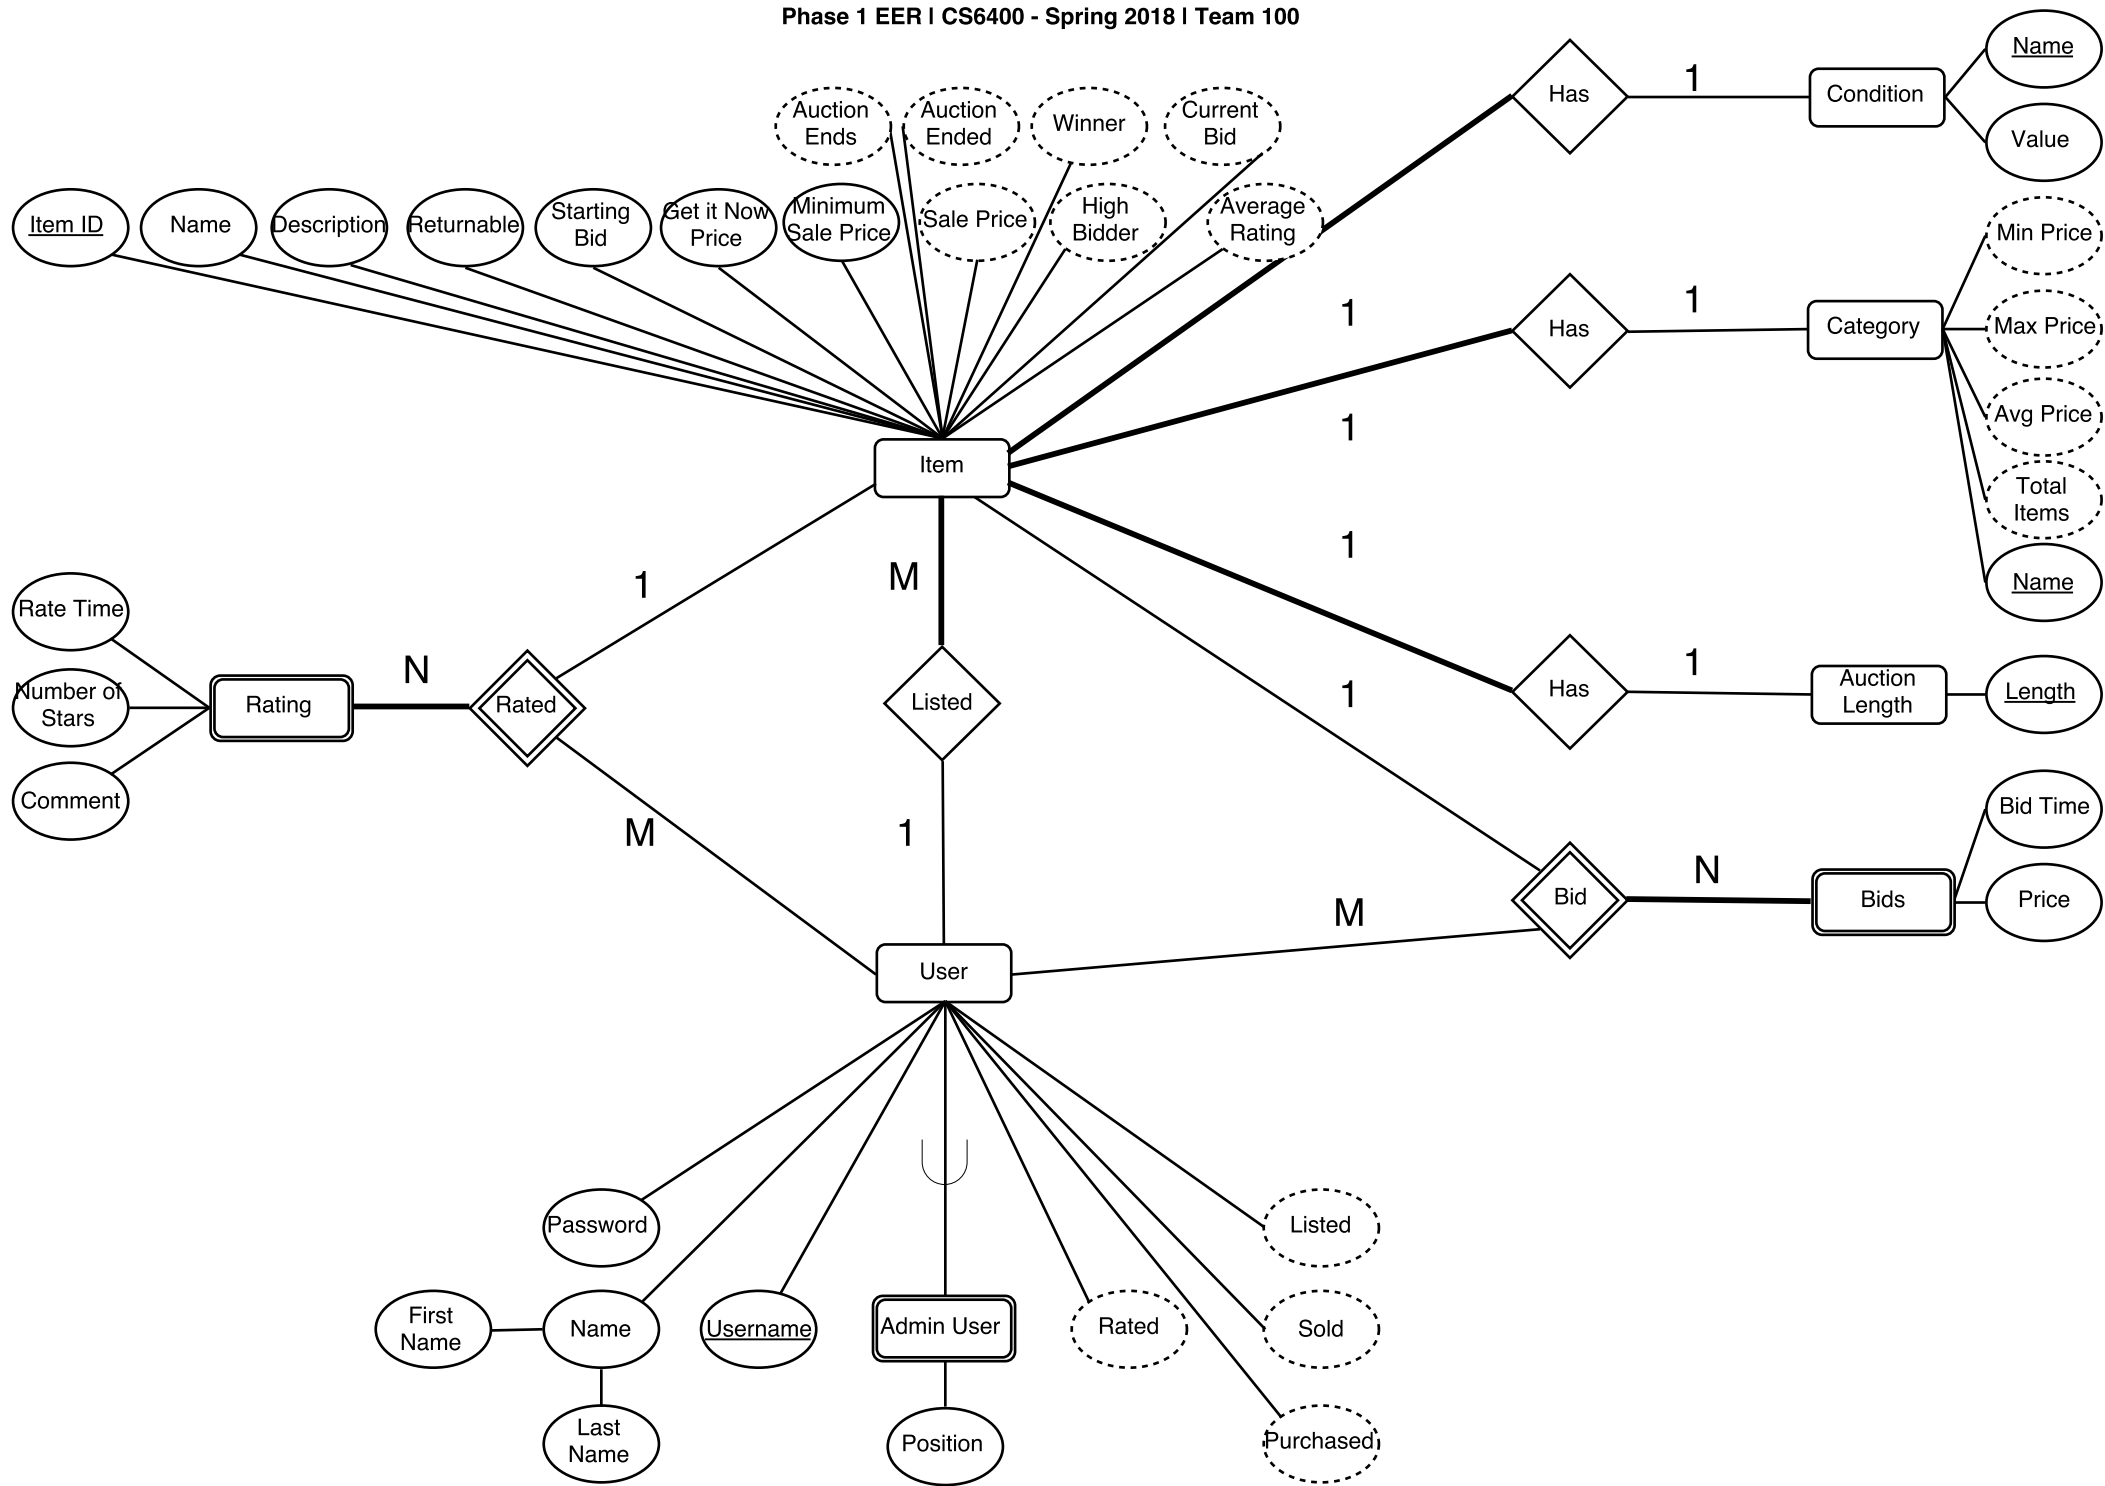 Phase 1 EER | CS6400 - Spring 2018 | Team 100
Name
Has
1
Condition
Value
Auction
Ends
Auction
Ended
Winner
Current
Bid
Item ID
Name
Description
Returnable
Starting
Bid
Get it Now
Price
Minimum
Sale Price
Sale Price
High
Bidder
Average
Rating
Min Price
1
Has
1
Category
Max Price
Avg Price
1
Item
Total
Items
Name
1
1
M
Rate Time
N
Number of
Stars
Rating
Rated
Listed
1
Has
1
Auction
Length
Length
Comment
M
1
Bid Time
M
Bid
N
Bids
Price
User
Password
Listed
First
Name
Name
Username
Admin User
Rated
Sold
Last
Name
Position
Purchased